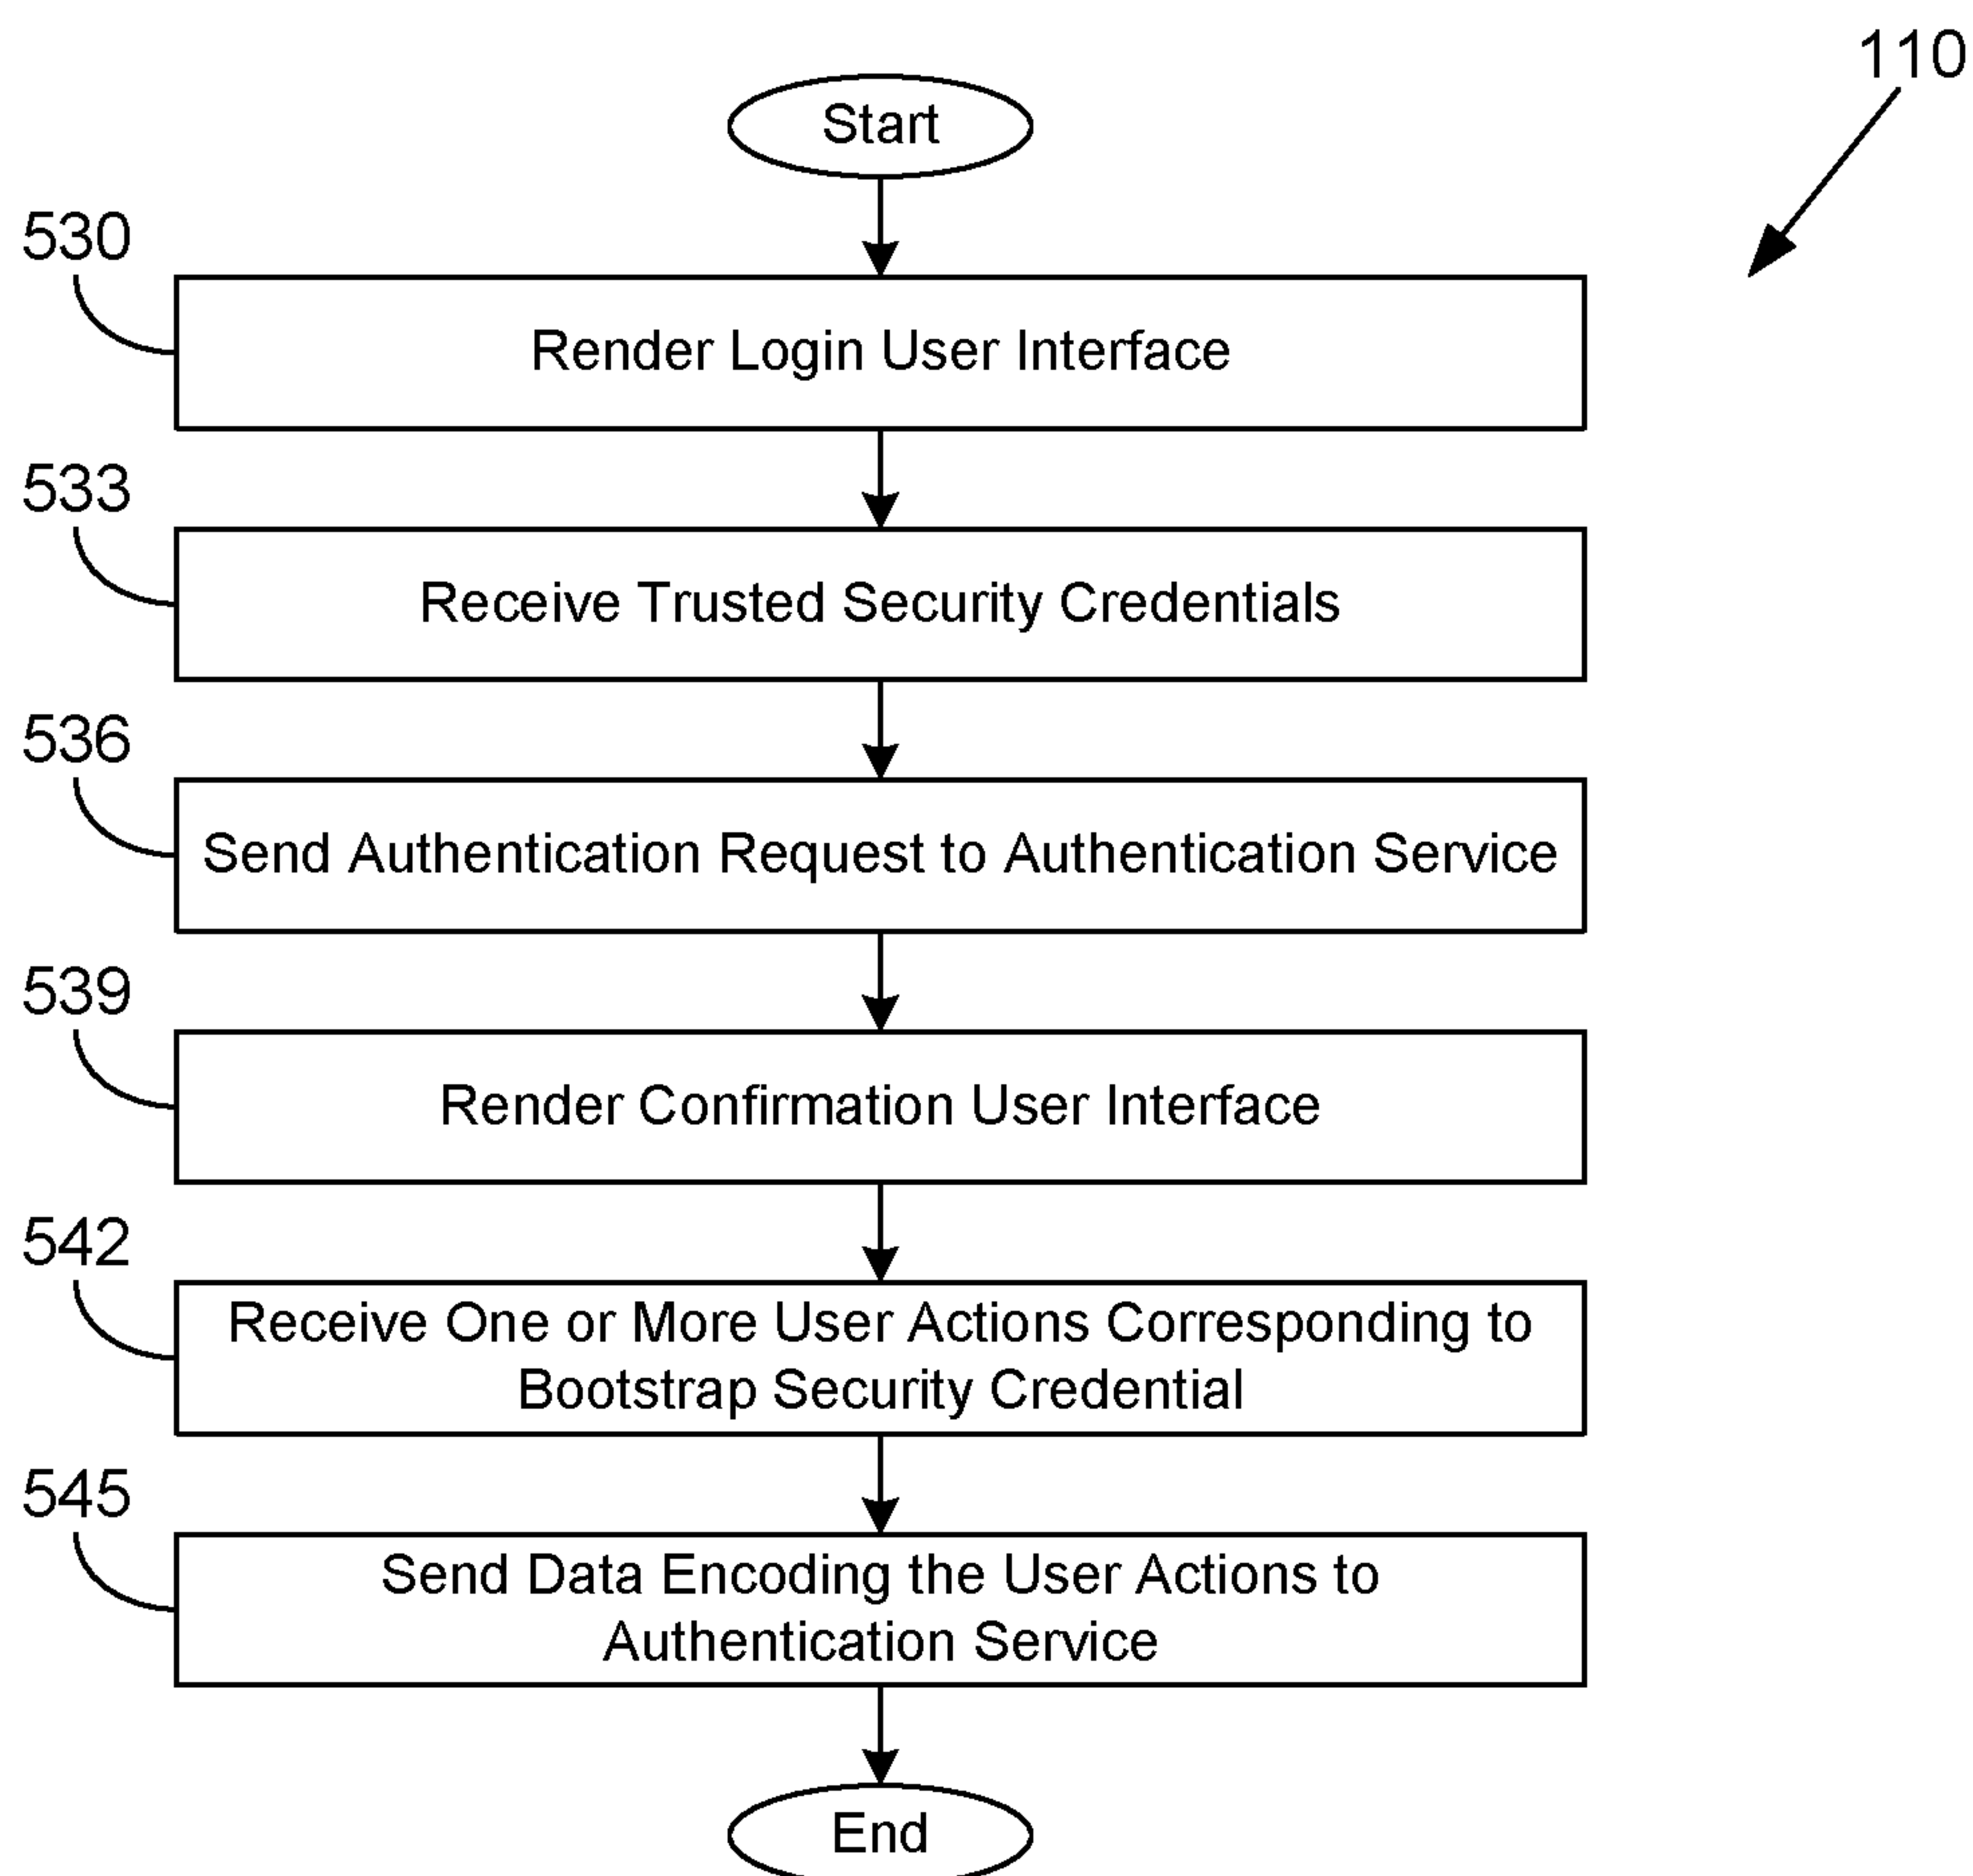 110
Start
530
Render Login User Interface
533
Receive Trusted Security Credentials
536
Send Authentication Request to Authentication Service
539
Render Confirmation User Interface
542
Receive One or More User Actions Corresponding to
Bootstrap Security Credential
545
Send Data Encoding the User Actions to
Authentication Service
End